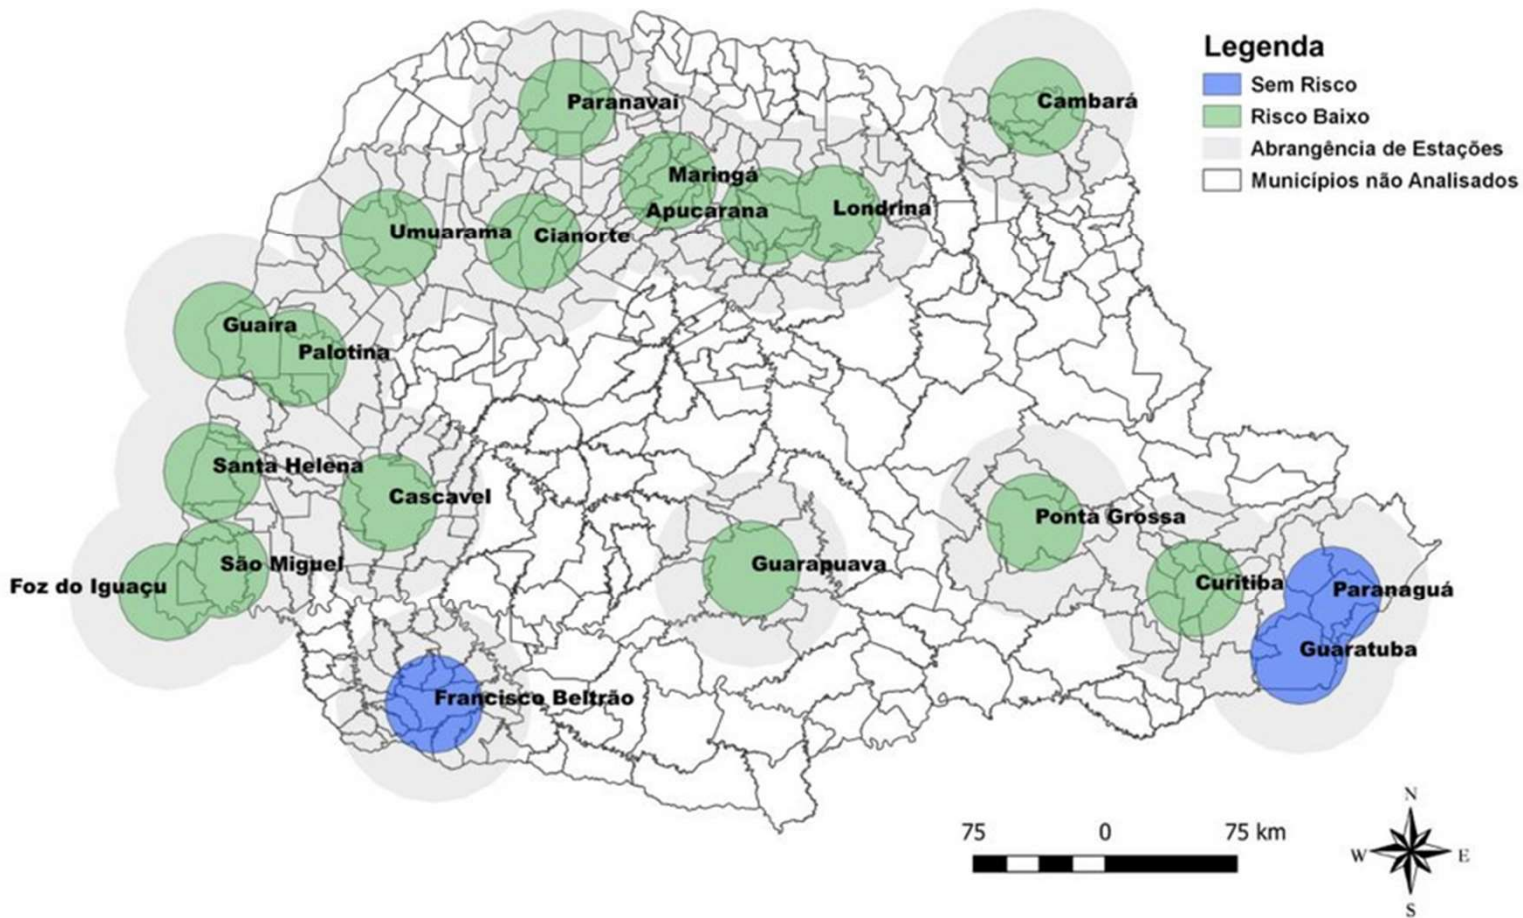 Legenda
Sem Risco
Risco Baixo
Abrangência de Estações
Municípios não Analisados
Paranavai
Cambará
Maringá
Apucarana
Londrina
Umuarama
Cianorte
Guaíra
Palotina
Santa Helena
Cascavel
Ponta Grossa
São Miguel
Guarapuava
Foz do Iguaçu
Curitiba
Paranaguá
Guaratuba
Francisco Beltrão
75 0 75 km
N
W E
S